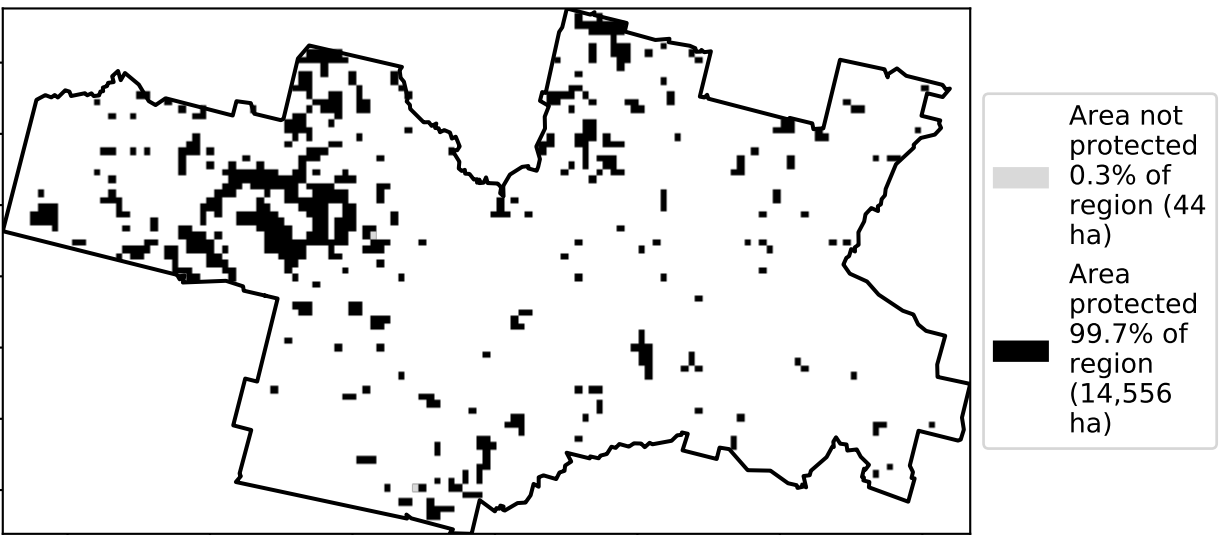 Area not
protected
0.3% of
region (44
ha)
Area
protected
99.7% of
region
(14,556
ha)